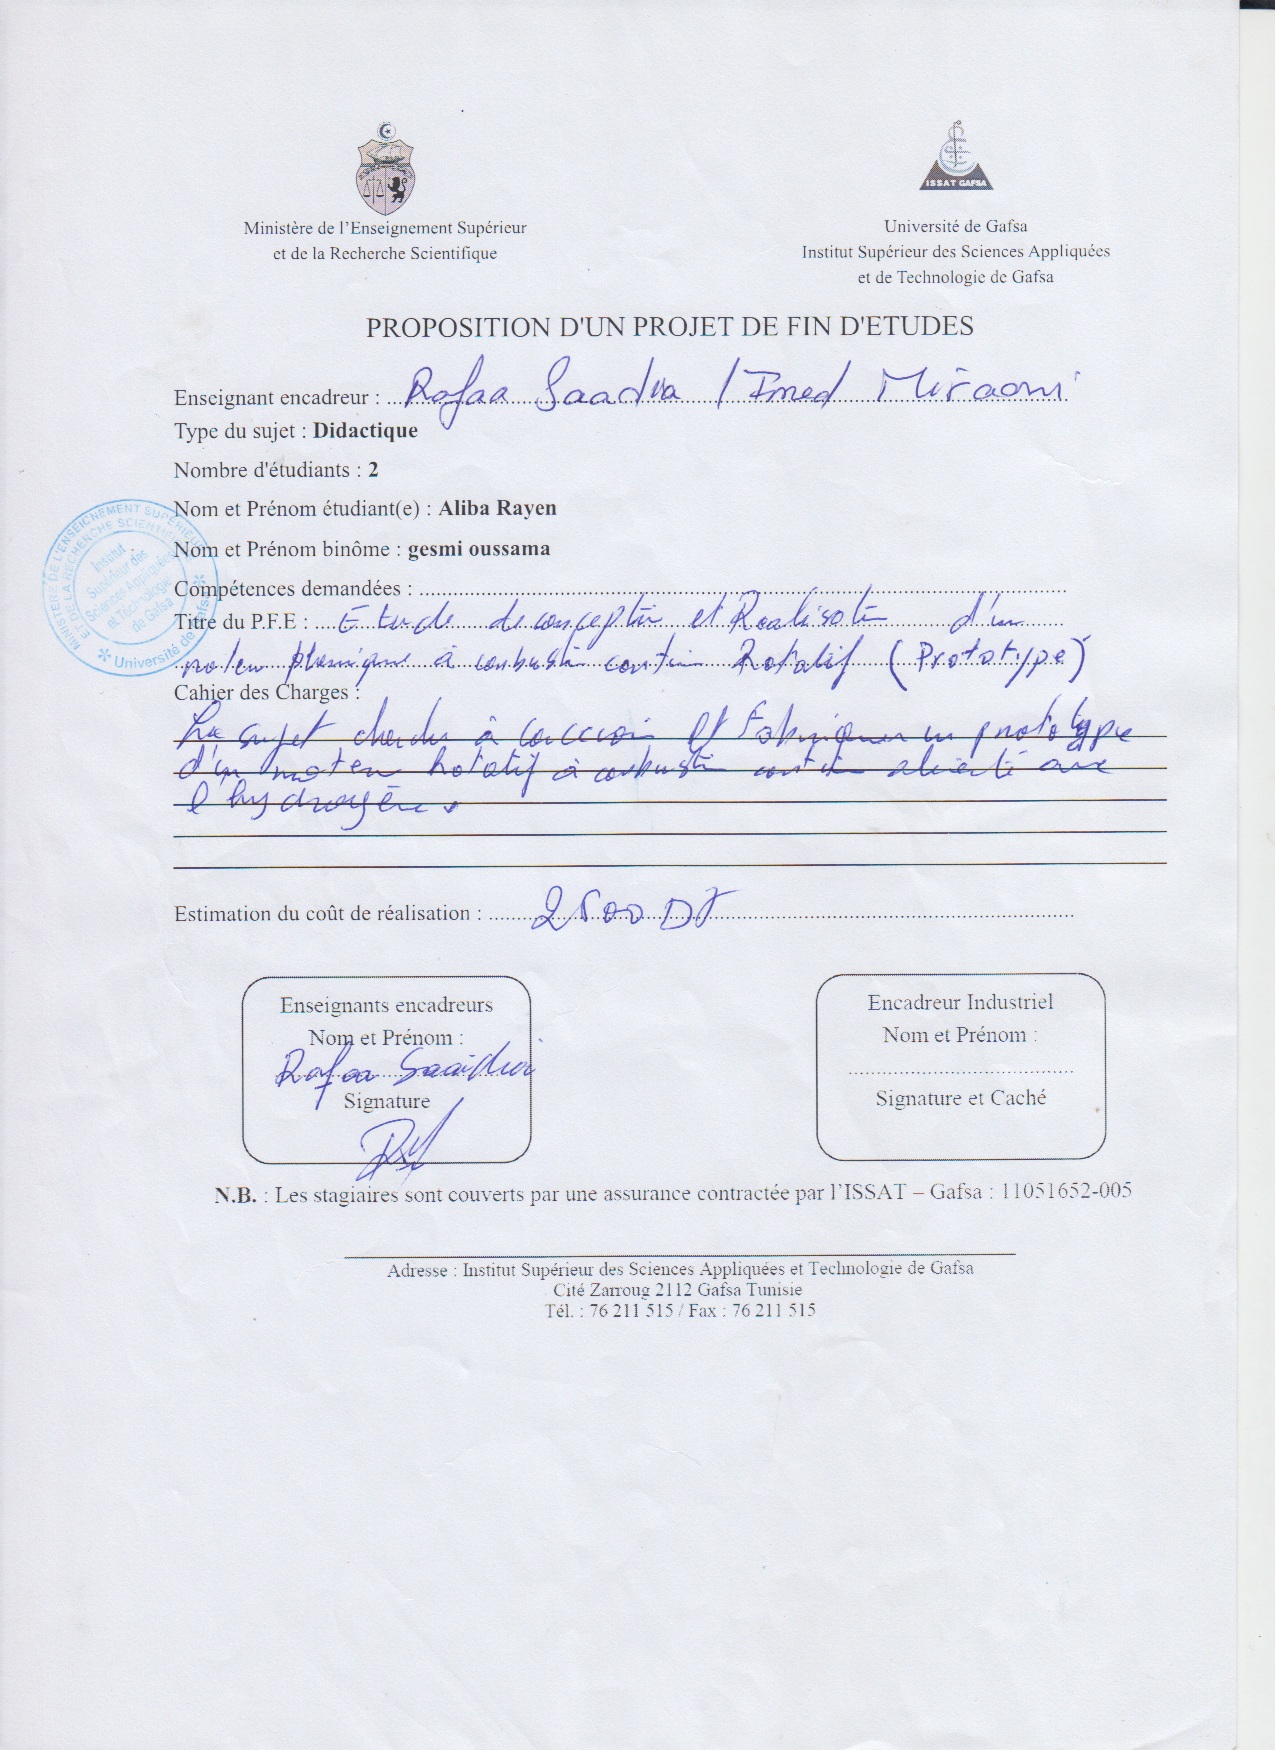 ISSAT GAFSA
Ministère de l'Enseignement Supérieur
et de la Recherche Scientifique
Université de Gafsa
Institut Supérieur des Sciences Appliquées
et de Technologie de Gafsa
PROPOSITION D'UN PROJET DE FIN D'ETUDES
Enseignant encadreur : Rafaa / Imed
Type du sujet : Didactique
Nombre d'étudiants : 2
Nom et Prénom étudiant(e) : Aliba Rayen
Nom et Prénom binôme : gesmi oussama
MINISTERE DE L'ENSEIGNEMENT SUPERIEUR
ET DE LA RECHERCHE SCIENTIFIQUE
Institut
Supérieur des
Sciences Appliquées
et Technologie
de Gafsa
Université de Gafsa
Compétences demandées :
Titre du P.F.E : Etude de conception et Realisation d'un
moteur à combustion continu Rotatif (Prototype)
Cahier des Charges :
Le sujet cherche à concevoir et Fabriquer un prototype
d'un moteur Rotatif à combustion continu alimenté avec
l'hydrogène.
Estimation du coût de réalisation : 2500 DT
Enseignants encadreurs
Nom et Prénom :
Rafaa
Signature
Encadreur Industriel
Nom et Prénom :
Signature et Caché
N.B. : Les stagiaires sont couverts par une assurance contractée par l'ISSAT – Gafsa : 11051652-005
Adresse : Institut Supérieur des Sciences Appliquées et Technologie de Gafsa
Cité Zarroug 2112 Gafsa Tunisie
Tél. : 76 211 515 / Fax : 76 211 515